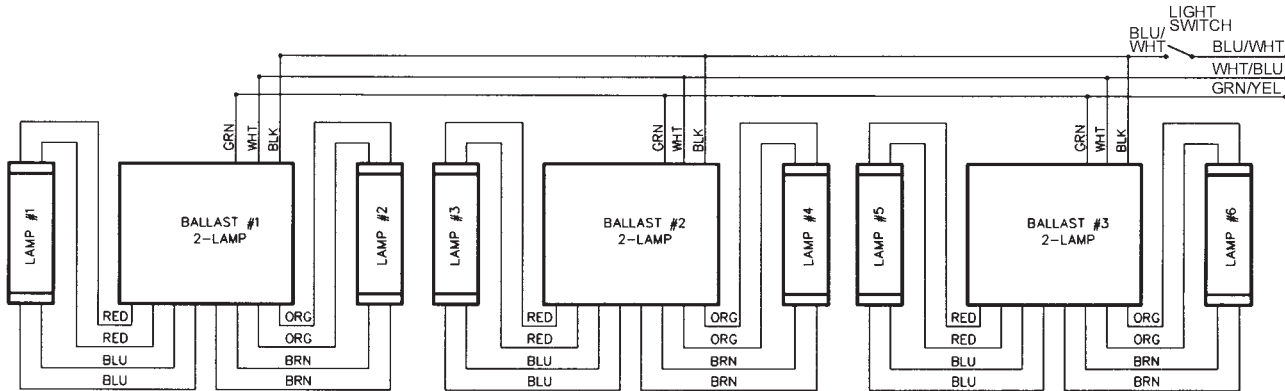 LIGHT
SWITCH
BLU/
WHT
BLU/WHT
WHT/BLU
GRN/YEL
GRN
WHT
BLK
GRN
WHT
BLK
GRN
WHT
BLK
LAMP #1
BALLAST #1
2-LAMP
LAMP #2
LAMP #3
BALLAST #2
2-LAMP
LAMP #4
LAMP #5
BALLAST #3
2-LAMP
LAMP #6
RED ORG RED ORG RED ORG
RED ORG RED ORG RED ORG
BLU BRN BLU BRN BLU BRN
BLU BRN BLU BRN BLU BRN